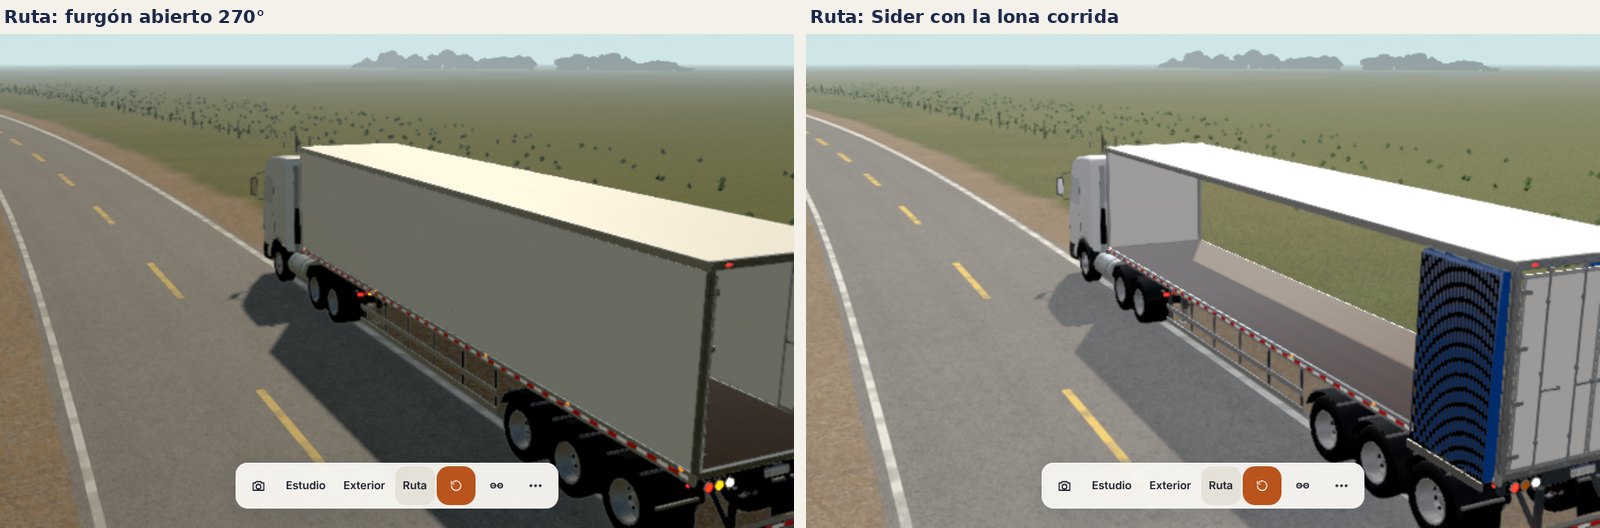 Ruta: furgón abierto 270°
Ruta: Sider con la lona corrida
Estudio Exterior Ruta
Estudio Exterior Ruta